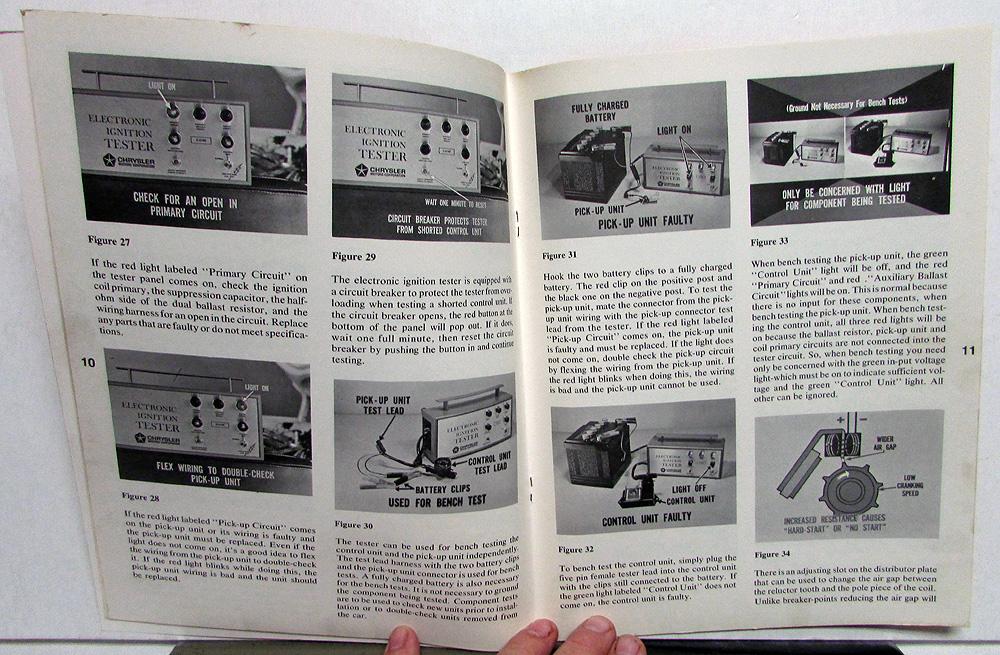 LIGHT ON
ELECTRONIC
IGNITION
TESTER
CHRYSLER
MOTORS CORPORATION
CHECK FOR AN OPEN IN
PRIMARY CIRCUIT
Figure 27
If the red light labeled "Primary Circuit" on
the tester panel comes on, check the ignition
coil primary, the suppression capacitor, the half-
ohm side of the dual ballast resistor, and the
wiring harness for an open in the circuit. Replace
any parts that are faulty or do not meet specifica-
tions.
10
LIGHT ON
ELECTRONIC
IGNITION
TESTER
CHRYSLER
FLEX WIRING TO DOUBLE-CHECK
PICK-UP UNIT
Figure 28
If the red light labeled "Pick-up Circuit" comes
on the pick-up unit or its wiring is faulty and
the pick-up unit must be replaced. Even if the
light does not come on, it's a good idea to flex
the wiring from the pick-up unit to double-check
it. If the red light blinks while doing this, the
pick-up unit wiring is bad and the unit should
be replaced.
ELECTRONIC
IGNITION
TESTER
CHRYSLER
MOTORS CORPORATION
WAIT ONE MINUTE TO RESET
CIRCUIT BREAKER PROTECTS TESTER
FROM SHORTED CONTROL UNIT
Figure 29
The electronic ignition tester is equipped with
a circuit breaker to protect the tester from over-
loading when testing a shorted control unit. If
the circuit breaker opens, the red button at the
bottom of the panel will pop out. If it does,
wait one full minute, then reset the circuit
breaker by pushing the button in and continue
testing.
PICK-UP UNIT
TEST LEAD
ELECTRONIC
IGNITION
TESTER
CONTROL UNIT
TEST LEAD
BATTERY CLIPS
USED FOR BENCH TEST
Figure 30
The tester can be used for bench testing the
control unit and the pick-up unit independently.
The test lead harness with the two battery clips
and the pick-up unit connector is used for bench
tests. A fully charged battery is also necessary
for the bench tests. It is not necessary to ground
the component being tested. Component tests
are to be used to check new units prior to instal-
lation or to double-check units removed from
the car.
FULLY CHARGED
BATTERY
LIGHT ON
ELECTRONIC
IGNITION
TESTER
PICK-UP UNIT
PICK-UP UNIT FAULTY
Figure 31
Hook the two battery clips to a fully charged
battery. The red clip on the positive post and
the black one on the negative post. To test the
pick-up unit, mate the connector from the pick-
up unit wiring with the pick-up connector test
lead from the tester. If the red light labeled
"Pick-up Circuit" comes on, the pick-up unit
is faulty and must be replaced. If the light does
not come on, double check the pick-up circuit
by flexing the wiring from the pick-up unit. If
the red light blinks when doing this, the wiring
is bad and the pick-up unit cannot be used.
ELECTRONIC
IGNITION
TESTER
LIGHT OFF
CONTROL UNIT
CONTROL UNIT FAULTY
Figure 32
To bench test the control unit, simply plug the
five pin female tester lead into the control unit
with the clips still connected to the battery. If
the green light labeled "Control Unit" does not
come on, the control unit is faulty.
(Ground Not Necessary For Bench Tests)
ONLY BE CONCERNED WITH LIGHT
FOR COMPONENT BEING TESTED
Figure 33
When bench testing the pick-up unit, the green
"Control Unit" light will be off, and the red
"Primary Circuit" and red . "Auxiliary Ballast
Circuit" lights will be on. This is normal because
there is no input for these components, when
bench testing the pick-up unit. When bench test-
ing the control unit, all three red lights will be
on because the ballast reistor, pick-up unit and
coil primary circuits are not connected into the
tester circuit. So, when bench testing you need
only be concerned with the green in-put voltage
light-which must be on to indicate sufficient vol-
tage and the green "Control Unit" light. All
other can be ignored.
11
+ -
WIDER
AIR GAP
LOW
CRANKING
SPEED
INCREASED RESISTANCE CAUSES
"HARD-START" OR "NO START"
Figure 34
There is an adjusting slot on the distributor plate
that can be used to change the air gap between
the reluctor tooth and the pole piece of the coil.
Unlike breaker-points reducing the air gap will